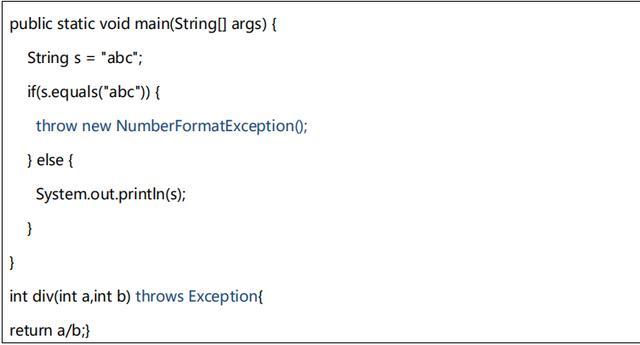 public static void main(String[] args) {
String s = "abc";
if(s.equals("abc")) {
throw new NumberFormatException();
} else {
System.out.println(s);
}
}
int div(int a,int b) throws Exception{
return a/b;}